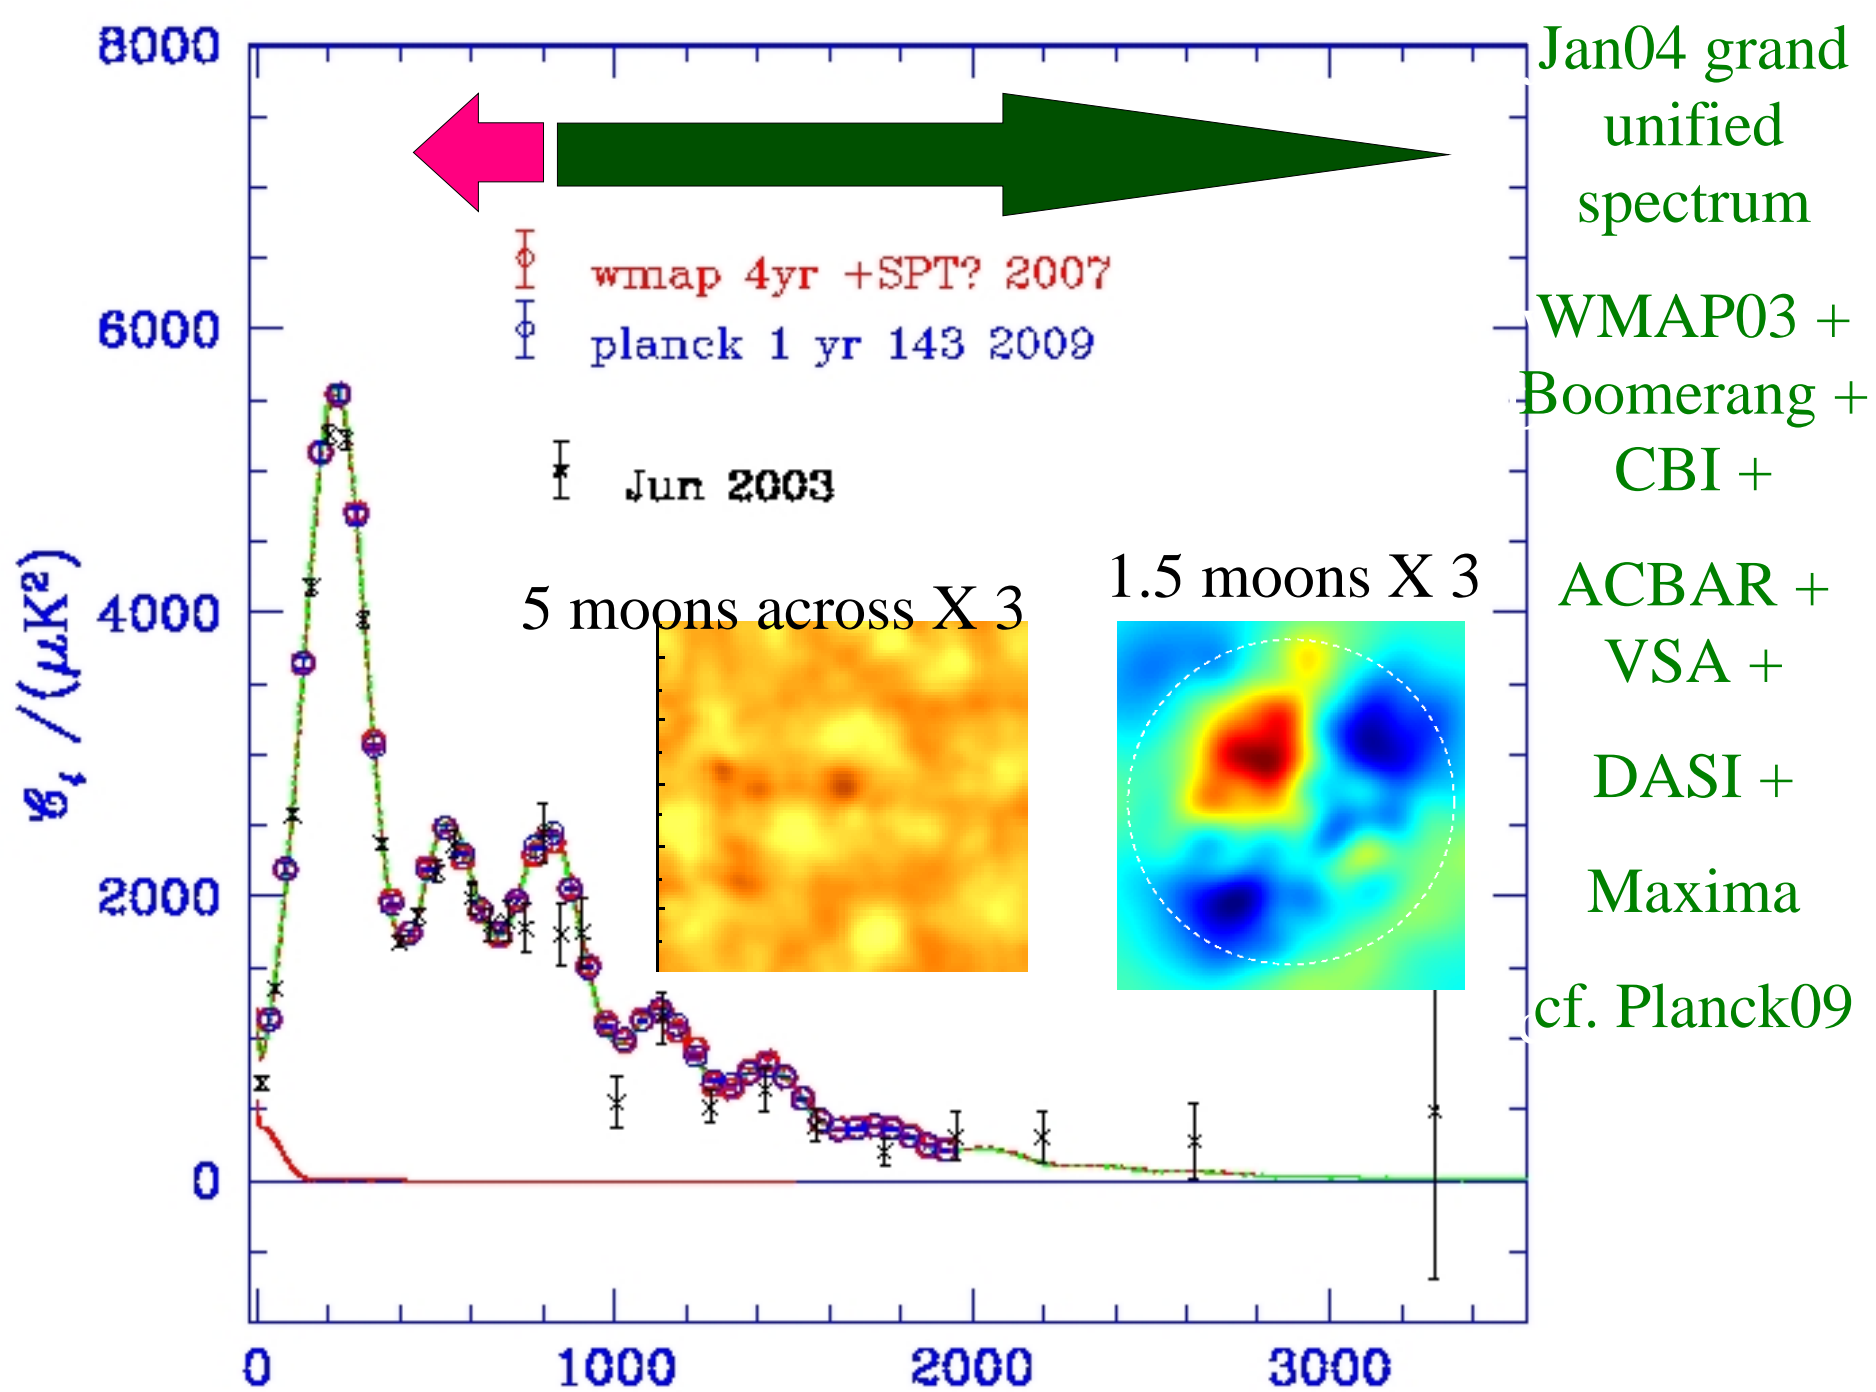 8000
6000
4000
2000
0
𝒞ₗ /(μK²)
wmap 4yr +SPT? 2007
planck 1 yr 143 2009
Jun 2003
5 moons across X 3
1.5 moons X 3
0 1000 2000 3000
Jan04 grand
unified
spectrum
WMAP03 +
Boomerang +
CBI +
ACBAR +
VSA +
DASI +
Maxima
cf. Planck09